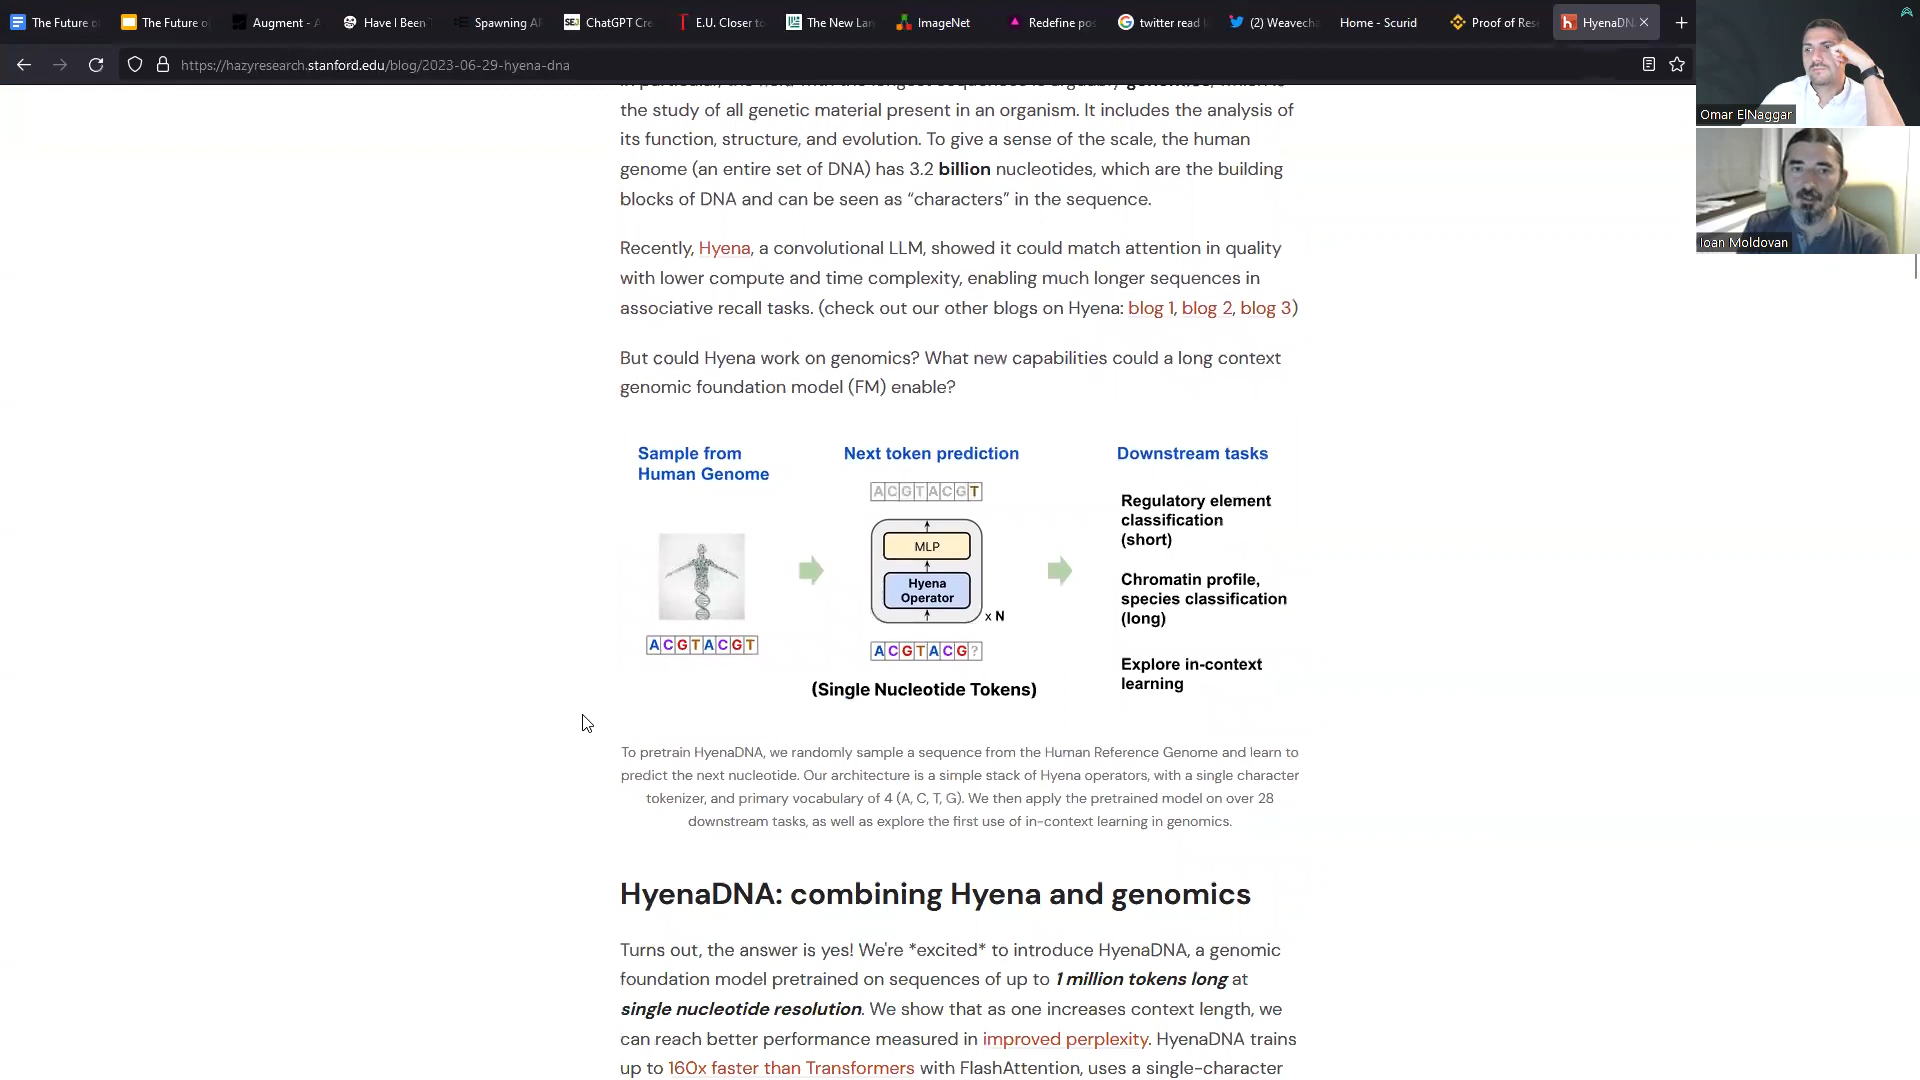 The Future o
The Future o
Augment - A
Have I Been
Spawning AI
ChatGPT Cre
E.U. Closer to
The New Lan
ImageNet
Redefine pos
twitter read
(2) Weavecha
Home - Scurid
Proof of Res
HyenaDN
https://hazyresearch.stanford.edu/blog/2023-06-29-hyena-dna
Omar ElNaggar
Ioan Moldovan
the study of all genetic material present in an organism. It includes the analysis of
its function, structure, and evolution. To give a sense of the scale, the human
genome (an entire set of DNA) has 3.2 billion nucleotides, which are the building
blocks of DNA and can be seen as “characters” in the sequence.
Recently, Hyena, a convolutional LLM, showed it could match attention in quality
with lower compute and time complexity, enabling much longer sequences in
associative recall tasks. (check out our other blogs on Hyena: blog 1, blog 2, blog 3)
But could Hyena work on genomics? What new capabilities could a long context
genomic foundation model (FM) enable?
Sample from
Human Genome
ACGTACGT
Next token prediction
ACGTACGT
MLP
Hyena
Operator
x N
ACGTACG?
(Single Nucleotide Tokens)
Downstream tasks
Regulatory element
classification
(short)
Chromatin profile,
species classification
(long)
Explore in-context
learning
To pretrain HyenaDNA, we randomly sample a sequence from the Human Reference Genome and learn to
predict the next nucleotide. Our architecture is a simple stack of Hyena operators, with a single character
tokenizer, and primary vocabulary of 4 (A, C, T, G). We then apply the pretrained model on over 28
downstream tasks, as well as explore the first use of in-context learning in genomics.
HyenaDNA: combining Hyena and genomics
Turns out, the answer is yes! We're *excited* to introduce HyenaDNA, a genomic
foundation model pretrained on sequences of up to 1 million tokens long at
single nucleotide resolution. We show that as one increases context length, we
can reach better performance measured in improved perplexity. HyenaDNA trains
up to 160x faster than Transformers with FlashAttention, uses a single-character